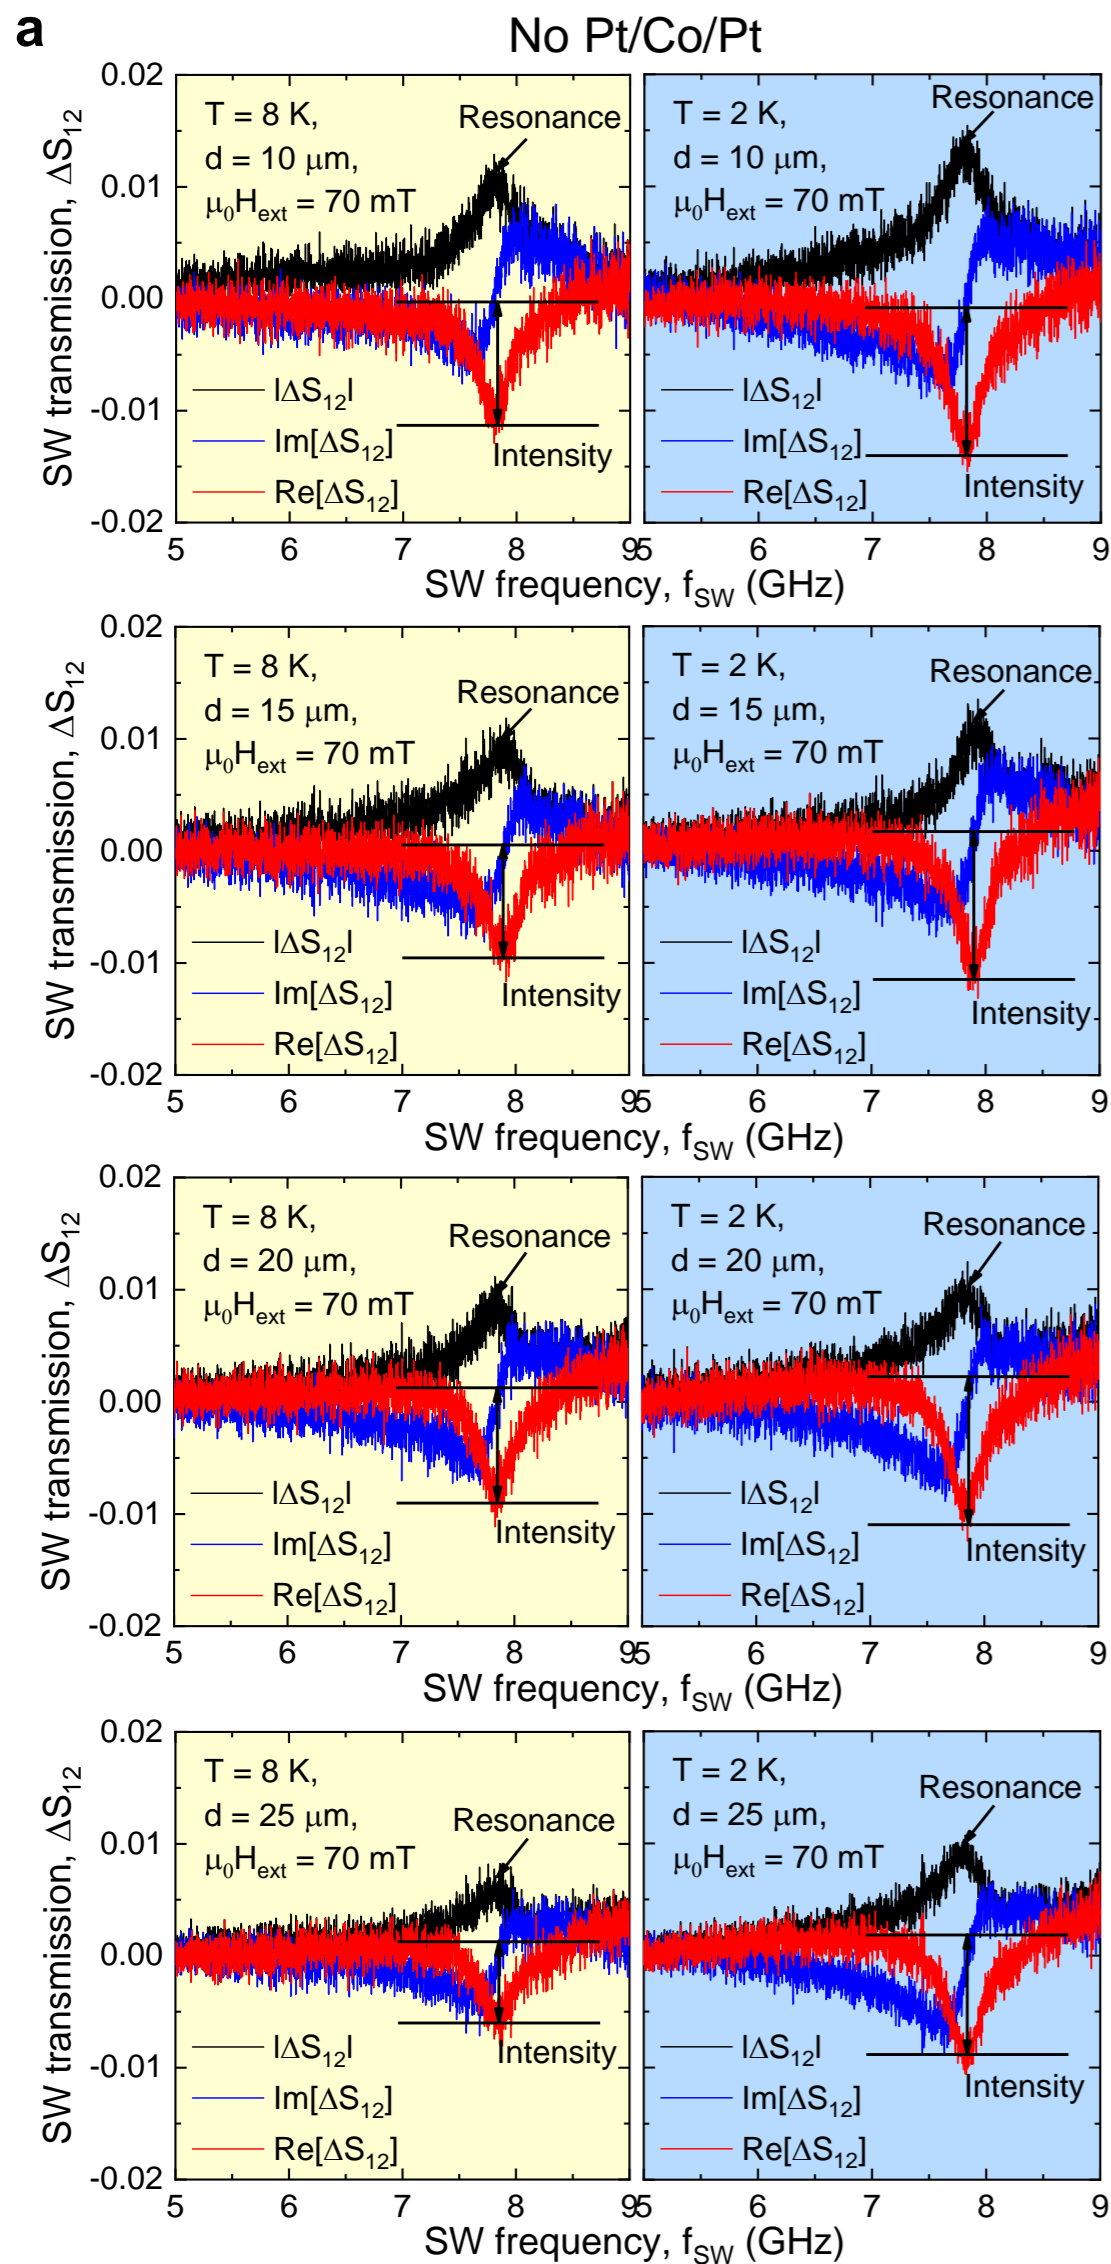 a
No Pt/Co/Pt
SW transmission, ΔS12
0.02
0.01
0.00
-0.01
-0.02
T = 8 K,
d = 10 μm,
μ0Hext = 70 mT
Resonance
|ΔS12|
Im[ΔS12]
Re[ΔS12]
Intensity
5 6 7 8 9
T = 2 K,
d = 10 μm,
μ0Hext = 70 mT
Resonance
|ΔS12|
Im[ΔS12]
Re[ΔS12]
Intensity
5 6 7 8 9
SW frequency, fSW (GHz)
SW transmission, ΔS12
0.02
0.01
0.00
-0.01
-0.02
T = 8 K,
d = 15 μm,
μ0Hext = 70 mT
Resonance
|ΔS12|
Im[ΔS12]
Re[ΔS12]
Intensity
5 6 7 8 9
T = 2 K,
d = 15 μm,
μ0Hext = 70 mT
Resonance
|ΔS12|
Im[ΔS12]
Re[ΔS12]
Intensity
5 6 7 8 9
SW frequency, fSW (GHz)
SW transmission, ΔS12
0.02
0.01
0.00
-0.01
-0.02
T = 8 K,
d = 20 μm,
μ0Hext = 70 mT
Resonance
|ΔS12|
Im[ΔS12]
Re[ΔS12]
Intensity
5 6 7 8 9
T = 2 K,
d = 20 μm,
μ0Hext = 70 mT
Resonance
|ΔS12|
Im[ΔS12]
Re[ΔS12]
Intensity
5 6 7 8 9
SW frequency, fSW (GHz)
SW transmission, ΔS12
0.02
0.01
0.00
-0.01
-0.02
T = 8 K,
d = 25 μm,
μ0Hext = 70 mT
Resonance
|ΔS12|
Im[ΔS12]
Re[ΔS12]
Intensity
5 6 7 8 9
T = 2 K,
d = 25 μm,
μ0Hext = 70 mT
Resonance
|ΔS12|
Im[ΔS12]
Re[ΔS12]
Intensity
5 6 7 8 9
SW frequency, fSW (GHz)